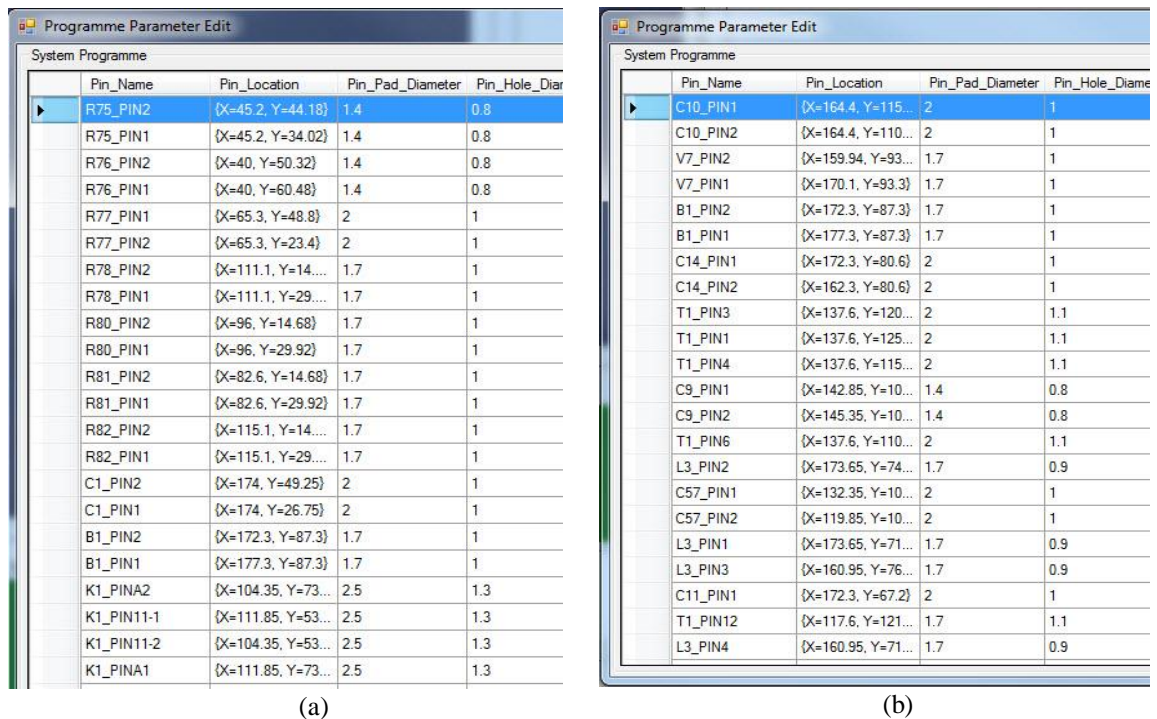 Programme Parameter Edit
System Programme
Pin_Name Pin_Location Pin_Pad_Diameter Pin_Hole_Diar
R75_PIN2 {X=45.2, Y=44.18} 1.4 0.8
R75_PIN1 {X=45.2, Y=34.02} 1.4 0.8
R76_PIN2 {X=40, Y=50.32} 1.4 0.8
R76_PIN1 {X=40, Y=60.48} 1.4 0.8
R77_PIN1 {X=65.3, Y=48.8} 2 1
R77_PIN2 {X=65.3, Y=23.4} 2 1
R78_PIN2 {X=111.1, Y=14.... 1.7 1
R78_PIN1 {X=111.1, Y=29.... 1.7 1
R80_PIN2 {X=96, Y=14.68} 1.7 1
R80_PIN1 {X=96, Y=29.92} 1.7 1
R81_PIN2 {X=82.6, Y=14.68} 1.7 1
R81_PIN1 {X=82.6, Y=29.92} 1.7 1
R82_PIN2 {X=115.1, Y=14.... 1.7 1
R82_PIN1 {X=115.1, Y=29.... 1.7 1
C1_PIN2 {X=174, Y=49.25} 2 1
C1_PIN1 {X=174, Y=26.75} 2 1
B1_PIN2 {X=172.3, Y=87.3} 1.7 1
B1_PIN1 {X=177.3, Y=87.3} 1.7 1
K1_PINA2 {X=104.35, Y=73... 2.5 1.3
K1_PIN11-1 {X=111.85, Y=53... 2.5 1.3
K1_PIN11-2 {X=104.35, Y=53... 2.5 1.3
K1_PINA1 {X=111.85, Y=73... 2.5 1.3
(a)
Programme Parameter Edit
System Programme
Pin_Name Pin_Location Pin_Pad_Diameter Pin_Hole_Diame
C10_PIN1 {X=164.4, Y=115... 2 1
C10_PIN2 {X=164.4, Y=110... 2 1
V7_PIN2 {X=159.94, Y=93... 1.7 1
V7_PIN1 {X=170.1, Y=93.3} 1.7 1
B1_PIN2 {X=172.3, Y=87.3} 1.7 1
B1_PIN1 {X=177.3, Y=87.3} 1.7 1
C14_PIN1 {X=172.3, Y=80.6} 2 1
C14_PIN2 {X=162.3, Y=80.6} 2 1
T1_PIN3 {X=137.6, Y=120... 2 1.1
T1_PIN1 {X=137.6, Y=125... 2 1.1
T1_PIN4 {X=137.6, Y=115... 2 1.1
C9_PIN1 {X=142.85, Y=10... 1.4 0.8
C9_PIN2 {X=145.35, Y=10... 1.4 0.8
T1_PIN6 {X=137.6, Y=110... 2 1.1
L3_PIN2 {X=173.65, Y=74... 1.7 0.9
C57_PIN1 {X=132.35, Y=10... 2 1
C57_PIN2 {X=119.85, Y=10... 2 1
L3_PIN1 {X=173.65, Y=71... 1.7 0.9
L3_PIN3 {X=160.95, Y=76... 1.7 0.9
C11_PIN1 {X=172.3, Y=67.2} 2 1
T1_PIN12 {X=117.6, Y=121... 1.7 1.1
L3_PIN4 {X=160.95, Y=71... 1.7 0.9
(b)